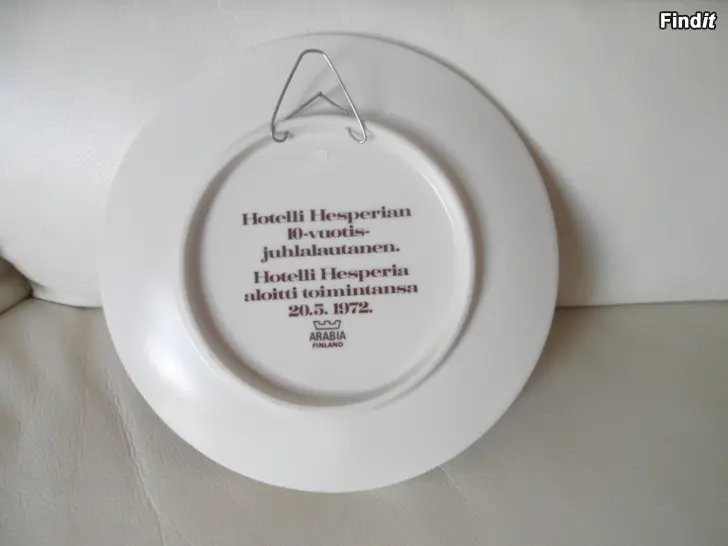 Findit
Hotelli Hesperian
10-vuotis-
juhlalautanen.
Hotelli Hesperia
aloitti toimintansa
20.5. 1972.
ARABIA
FINLAND